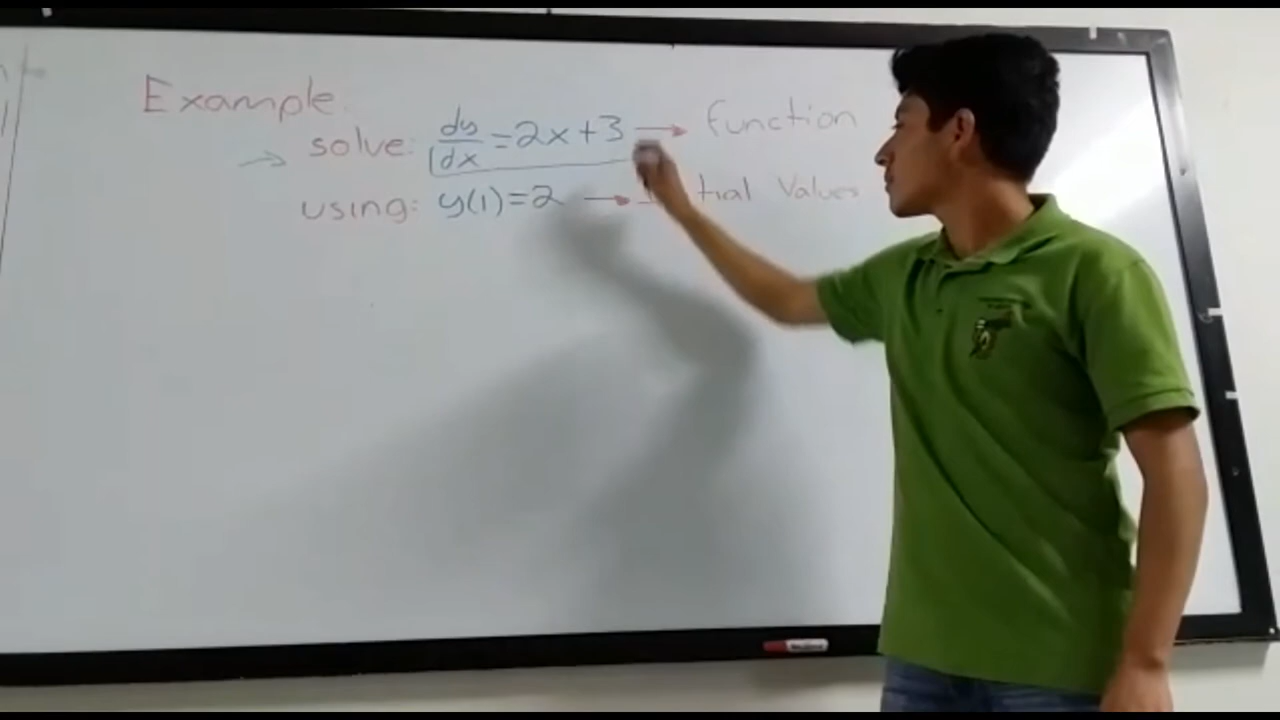 Example.
solve: dy/dx = 2x+3 → function
using: y(1)=2 → tial Values